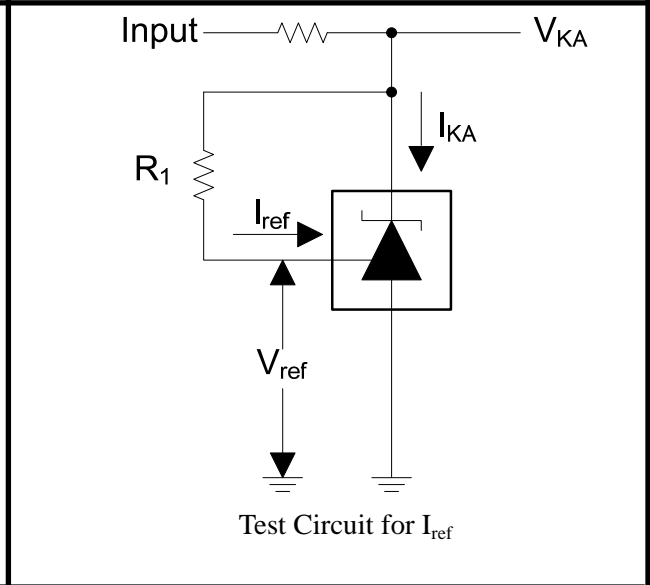 Input
V_KA
I_KA
R_1
I_ref
V_ref
Test Circuit for I_ref